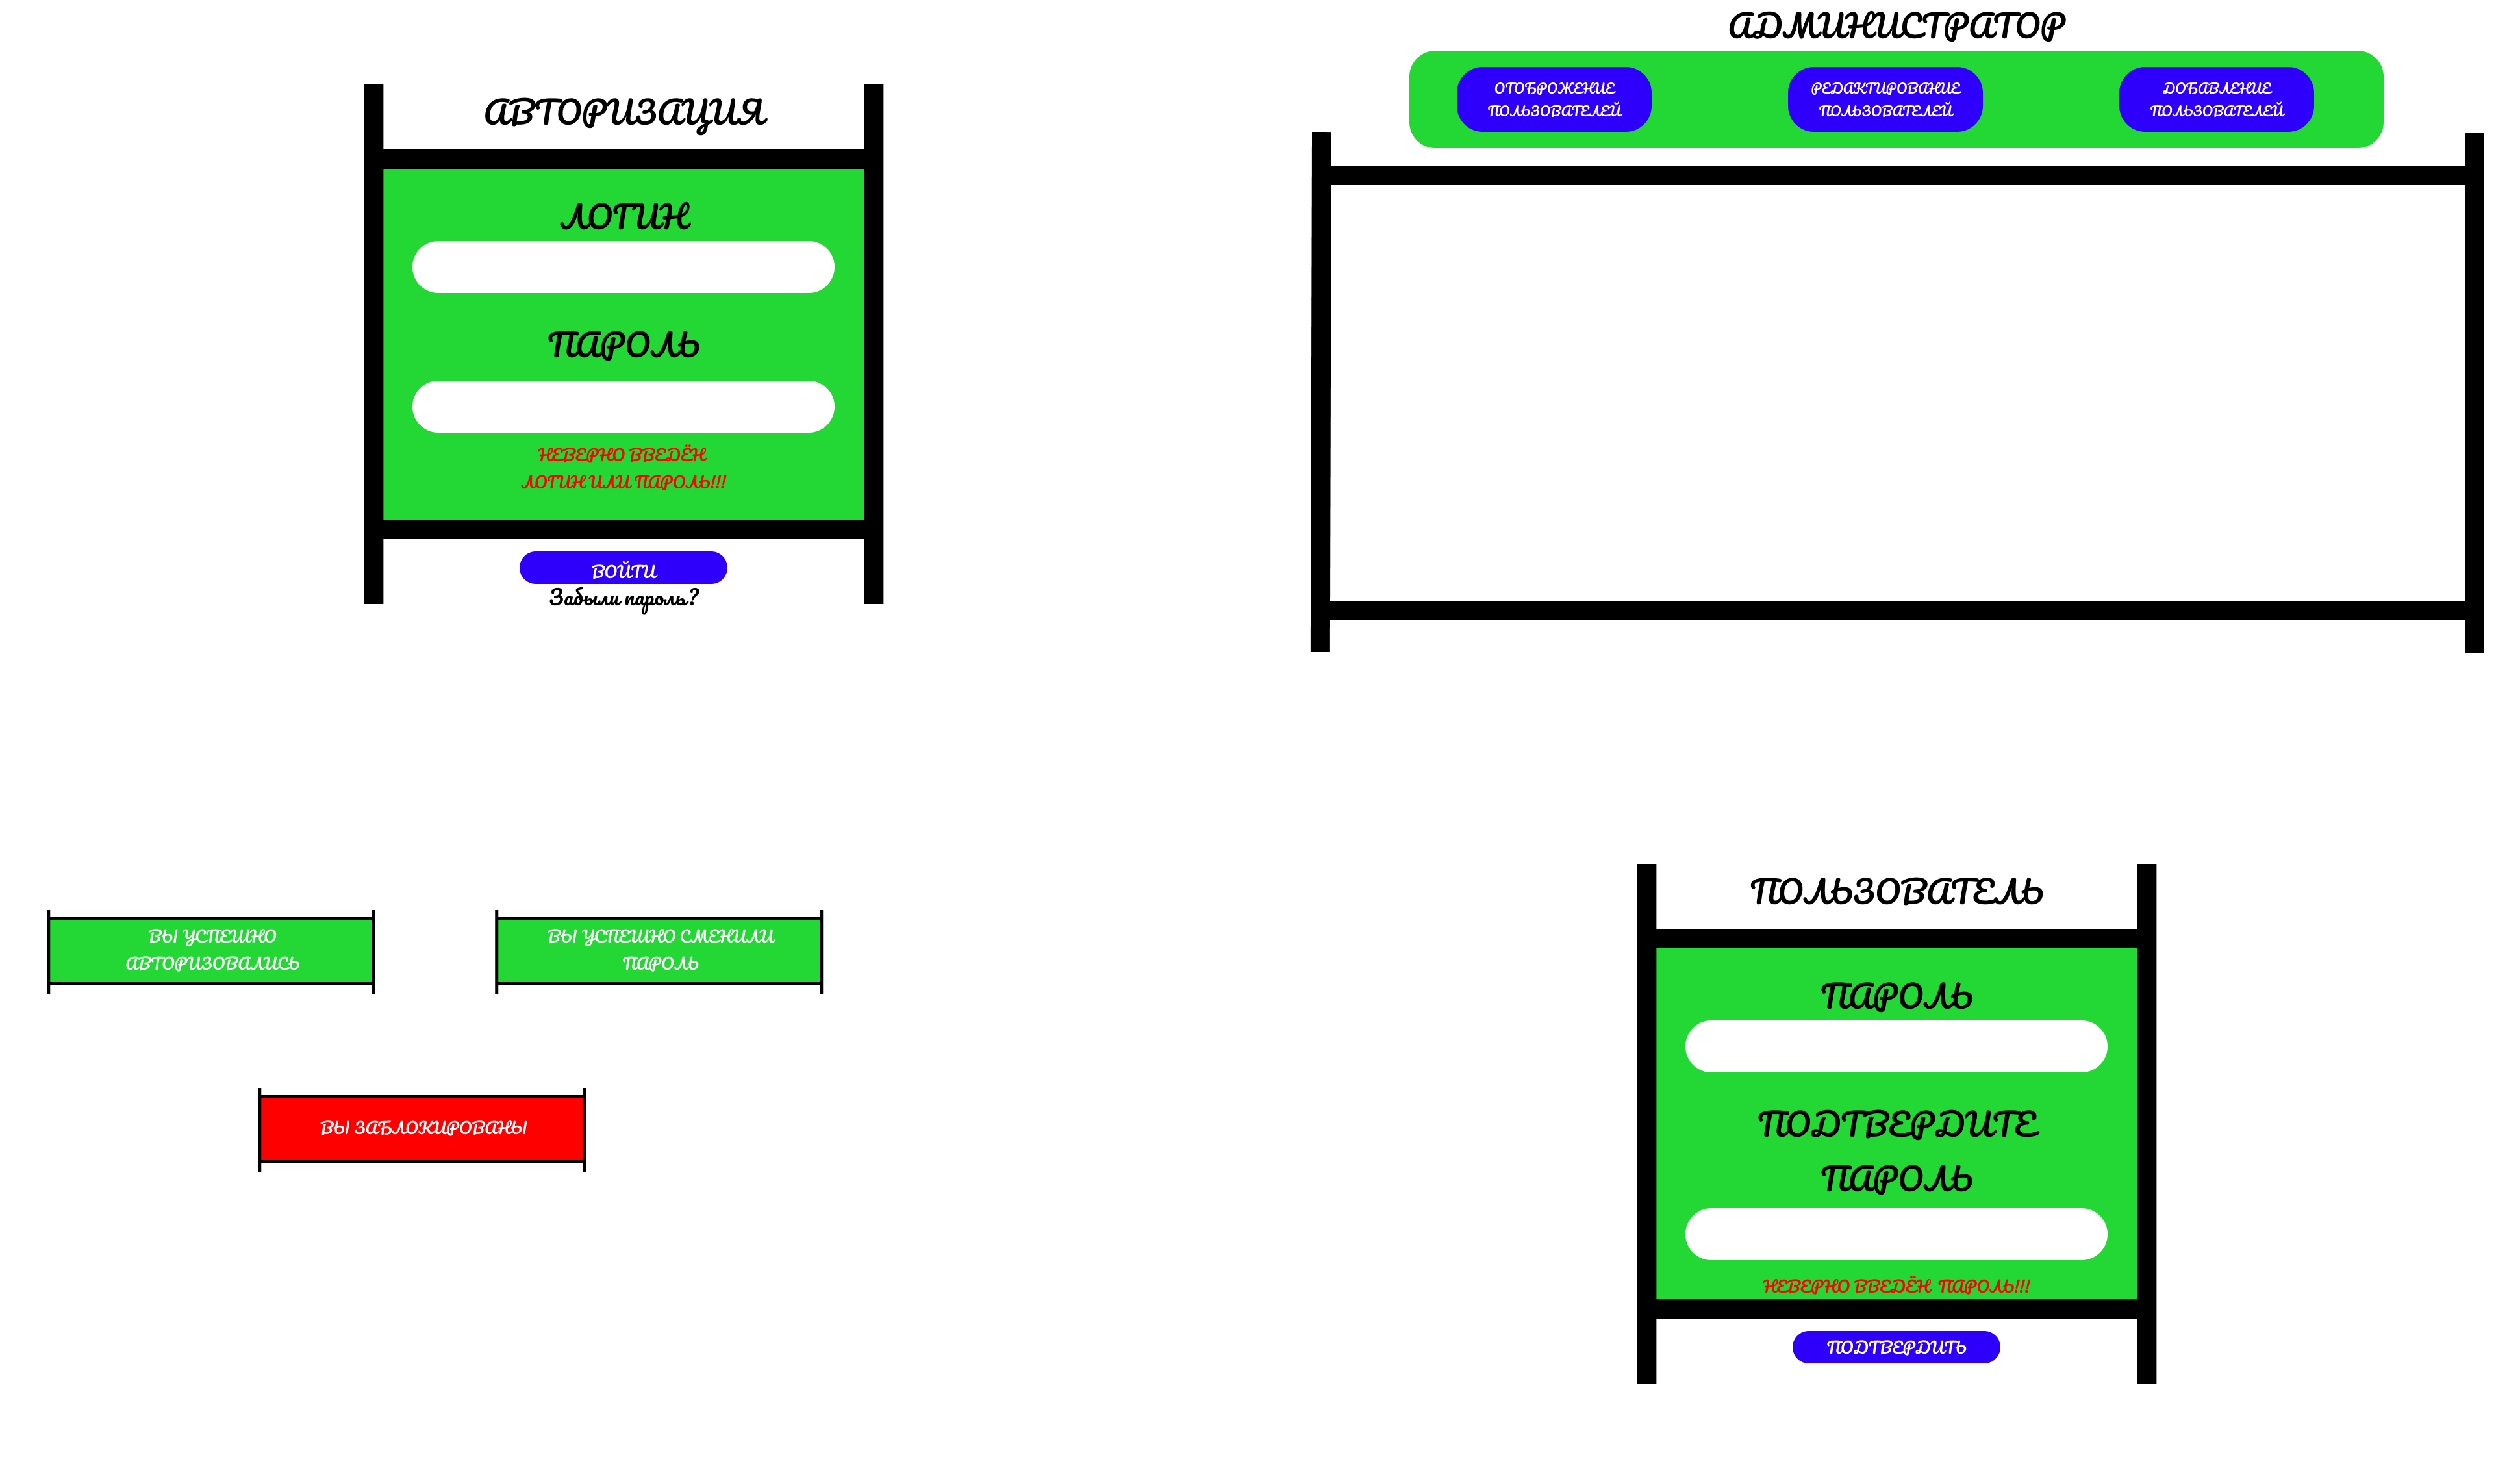 АВТОРИЗАЦИЯ
ЛОГИН
ПАРОЛЬ
НЕВЕРНО ВВЕДЁН
ЛОГИН ИЛИ ПАРОЛЬ!!!
ВОЙТИ
Забыли пароль?
АДМИНИСТРАТОР
ОТОБРОЖЕНИЕ
ПОЛЬЗОВАТЕЛЕЙ
РЕДАКТИРОВАНИЕ
ПОЛЬЗОВАТЕЛЕЙ
ДОБАВЛЕНИЕ
ПОЛЬЗОВАТЕЛЕЙ
ВЫ УСПЕШНО
АВТОРИЗОВАЛИСЬ
ВЫ УСПЕШНО СМЕНИЛИ
ПАРОЛЬ
ВЫ ЗАБЛОКИРОВАНЫ
ПОЛЬЗОВАТЕЛЬ
ПАРОЛЬ
ПОДТВЕРДИТЕ
ПАРОЛЬ
НЕВЕРНО ВВЕДЁН ПАРОЛЬ!!!
ПОДТВЕРДИТЬ